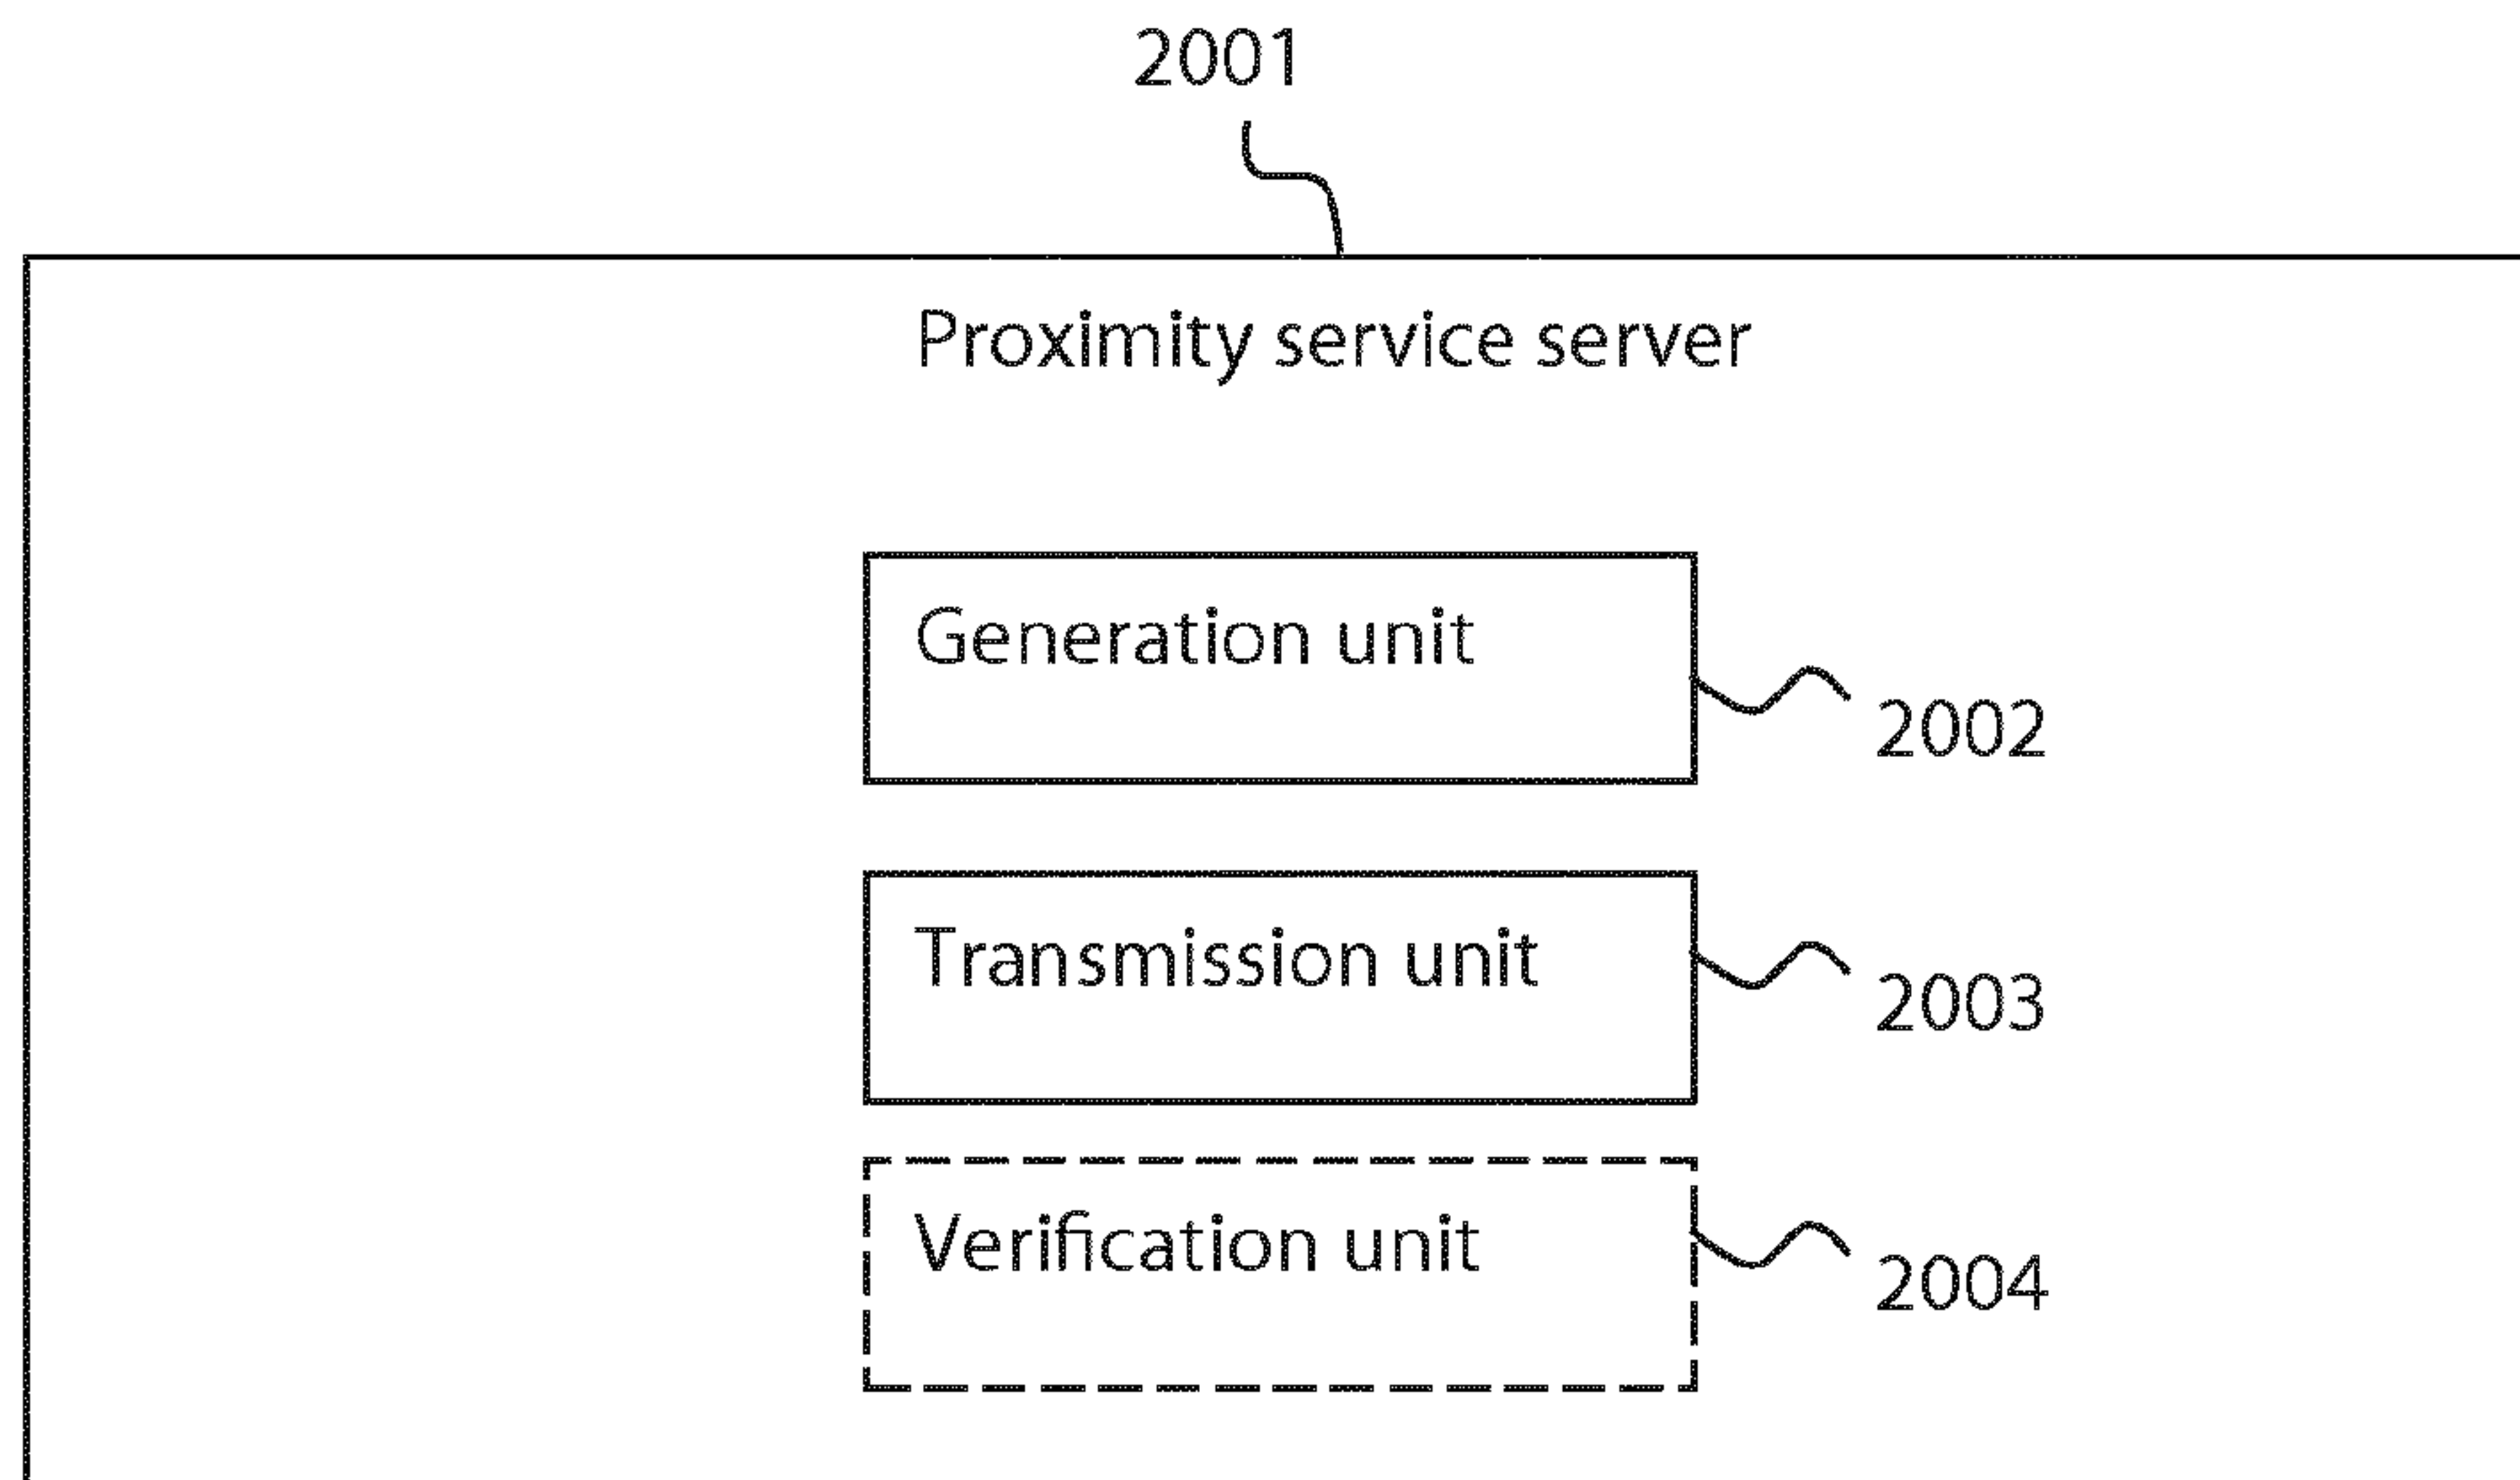 2001
Proximity service server
Generation unit
2002
Transmission unit
2003
Verification unit
2004